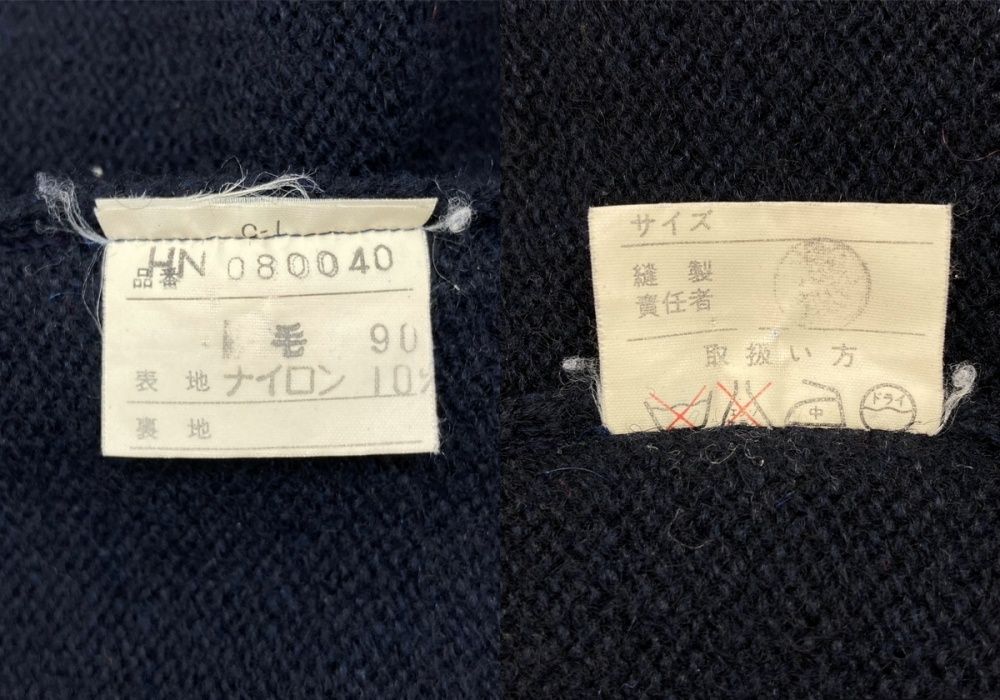 品番 HN 080040
毛 90
表地 ナイロン 10%
裏地
サイズ
縫製
責任者
取扱い方
中 ドライ